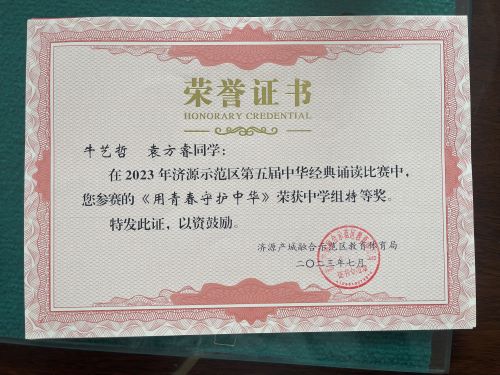 荣誉证书
HONORARY CREDENTIAL
牛艺哲 袁方睿同学：
在2023年济源示范区第五届中华经典诵读比赛中，
您参赛的《用青春守护中华》荣获中学组特等奖。
特发此证，以资鼓励。
济源产城融合示范区教育体育局
二〇二三年七月